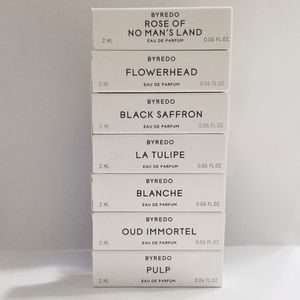 BYREDO
ROSE OF
NO MAN'S LAND
2 ML EAU DE PARFUM 0.06 FL.OZ
BYREDO
FLOWERHEAD
2 ML EAU DE PARFUM 0.06 FL.OZ
BYREDO
BLACK SAFFRON
2 ML EAU DE PARFUM 0.06 FL.OZ
BYREDO
LA TULIPE
2 ML EAU DE PARFUM 0.06 FL.OZ
BYREDO
BLANCHE
2 ML EAU DE PARFUM 0.06 FL.OZ
BYREDO
OUD IMMORTEL
2 ML EAU DE PARFUM 0.06 FL.OZ
BYREDO
PULP
2 ML EAU DE PARFUM 0.06 FL.OZ